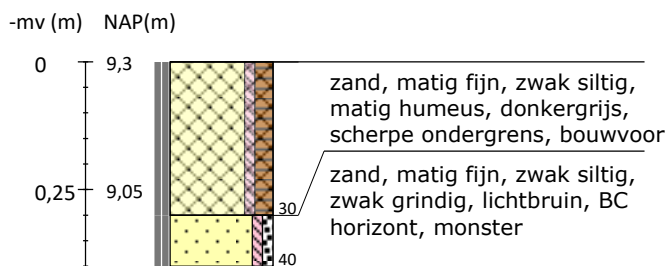 -mv (m) NAP(m)
0 9,3
zand, matig fijn, zwak siltig,
matig humeus, donkergrijs,
scherpe ondergrens, bouwvoor
zand, matig fijn, zwak siltig,
0,25 9,05
zwak grindig, lichtbruin, BC
30
horizont, monster
40